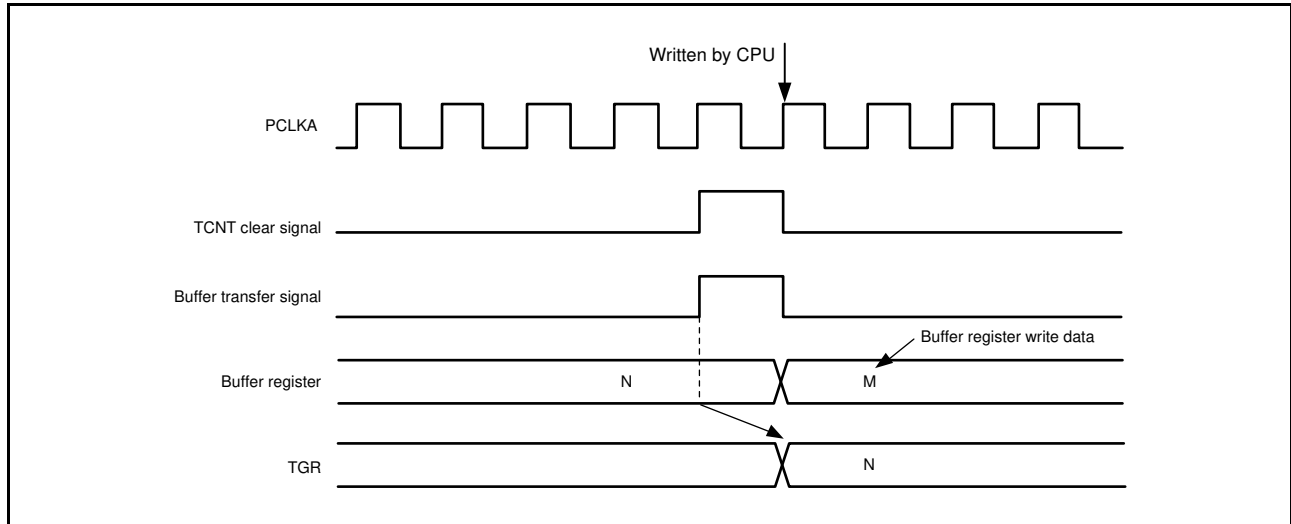 Written by CPU
PCLKA
TCNT clear signal
Buffer transfer signal
Buffer register write data
Buffer register
N
M
TGR
N